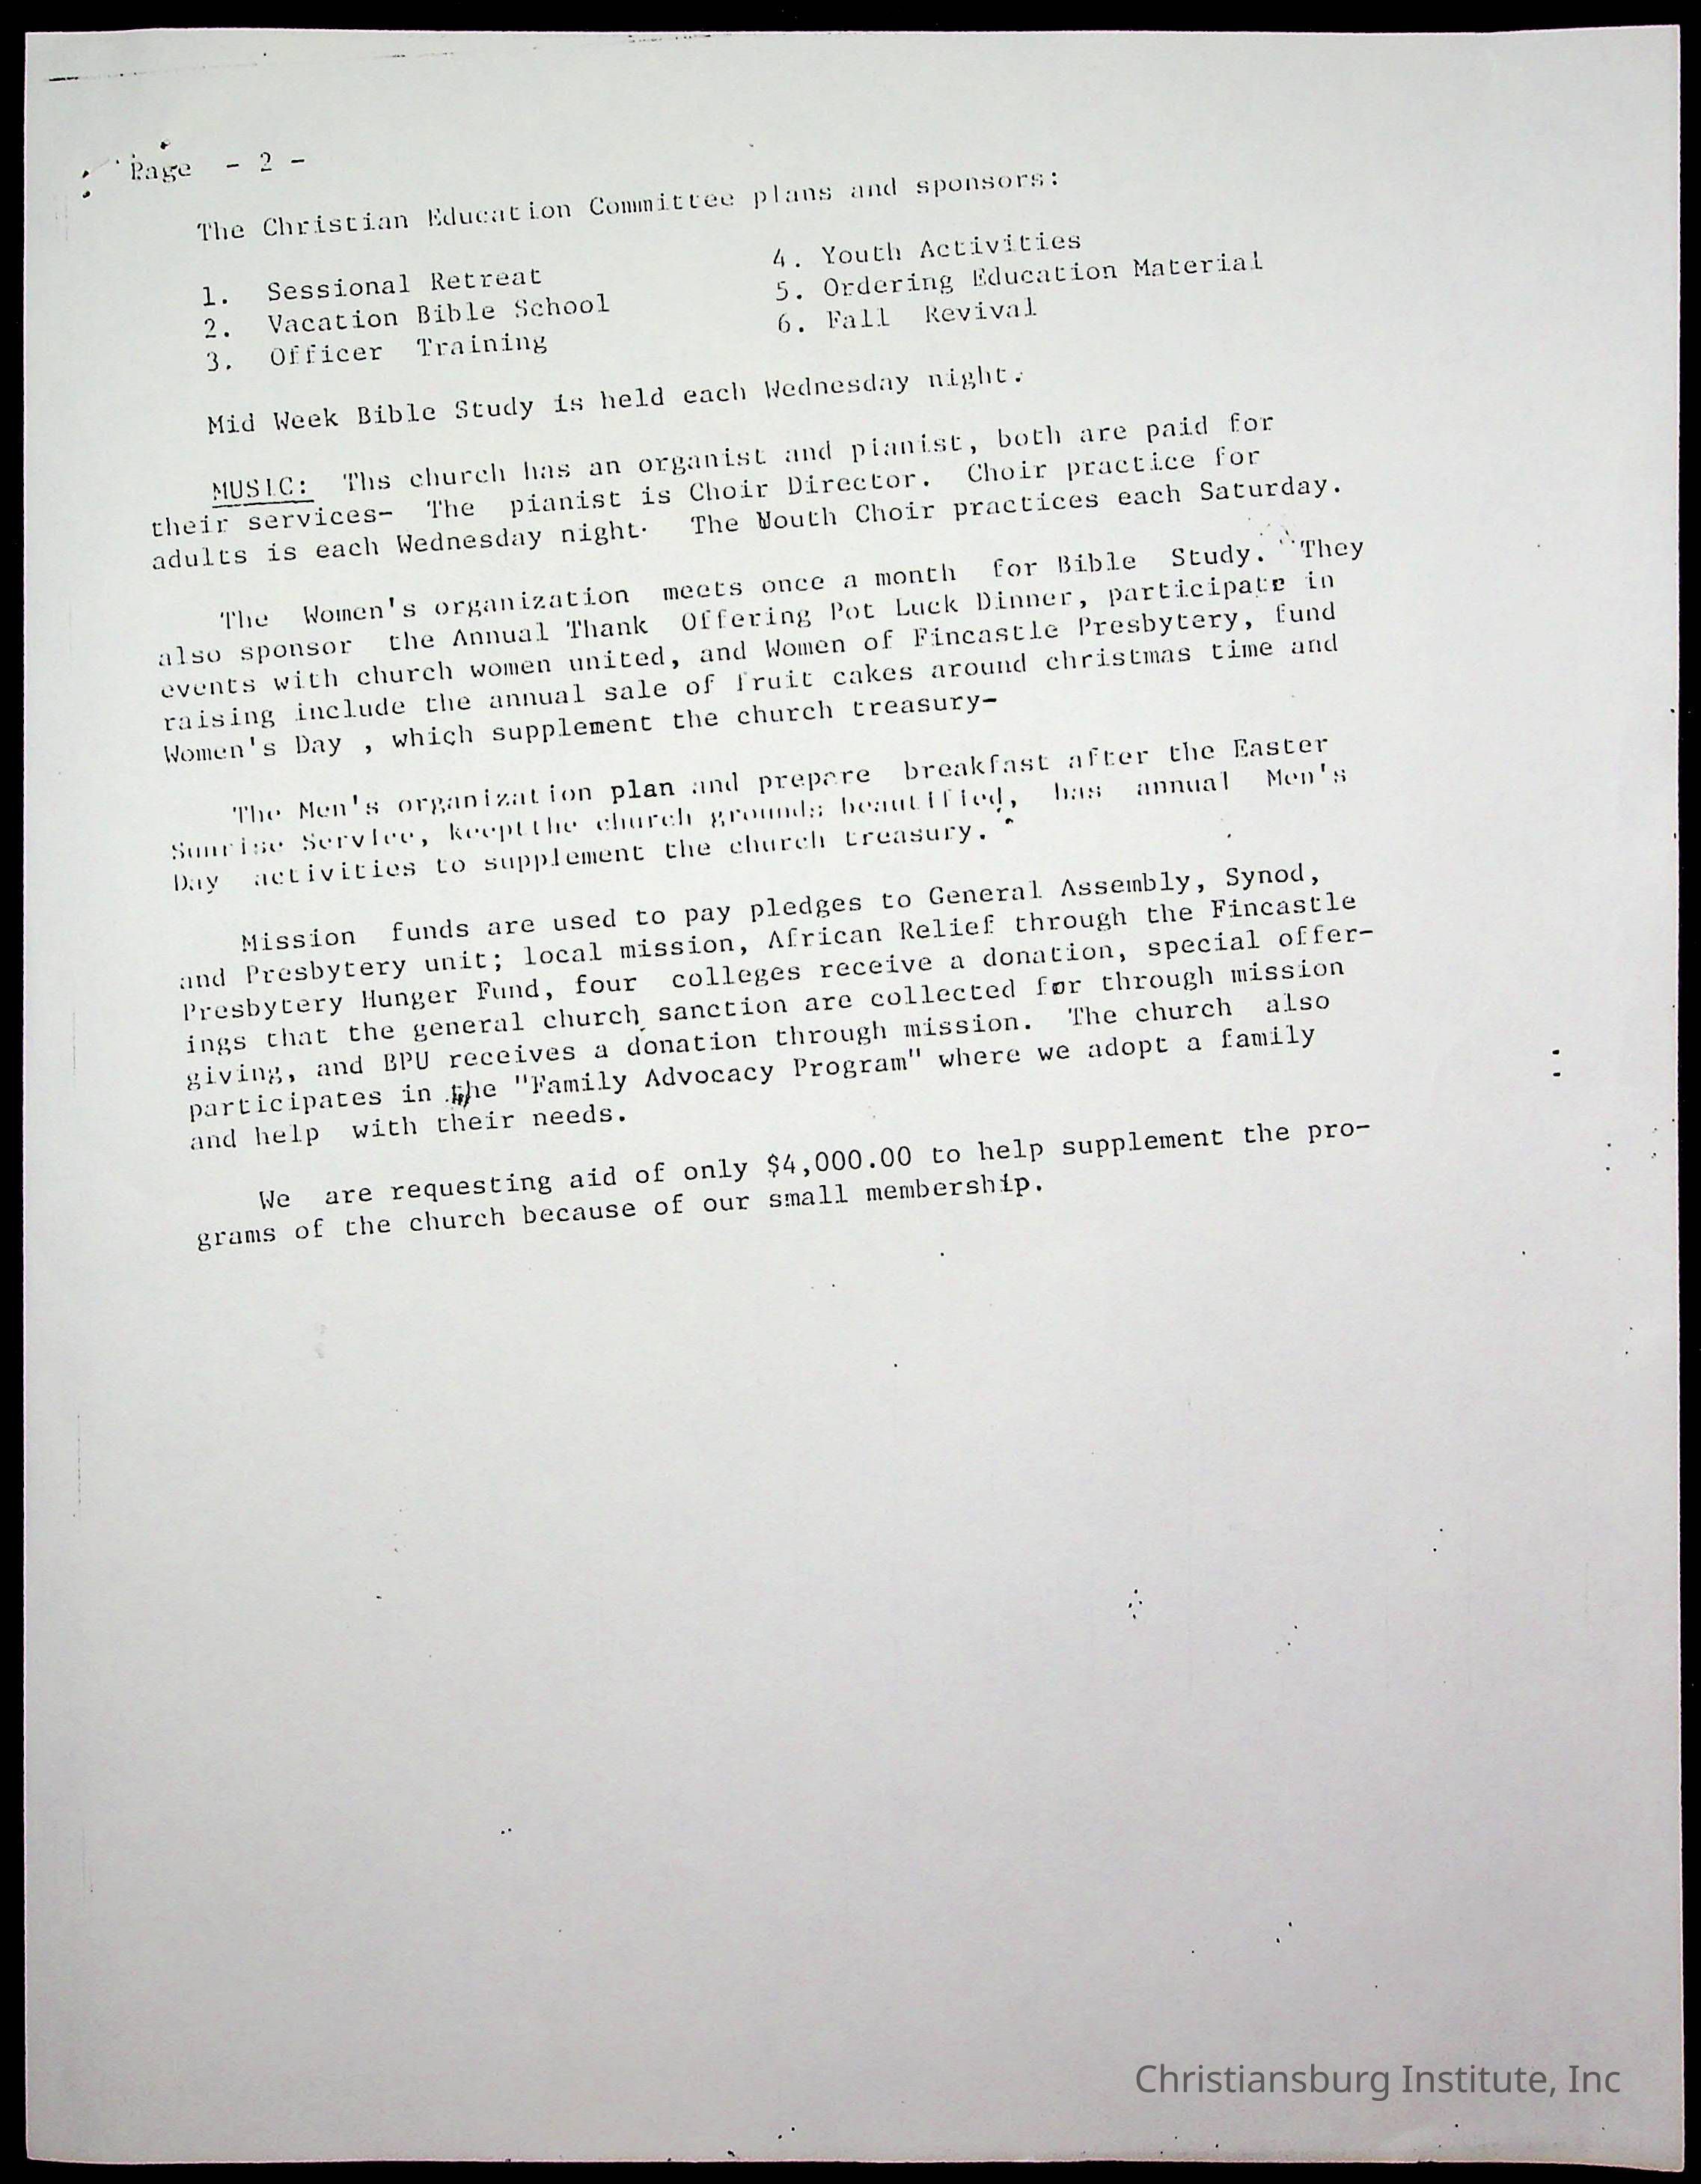 Page - 2 -
The Christian Education Committee plans and sponsors:
1. Sessional Retreat
2. Vacation Bible School
3. Officer Training
4. Youth Activities
5. Ordering Education Material
6. Fall Revival
Mid Week Bible Study is held each Wednesday night.
MUSIC: Ths church has an organist and pianist, both are paid for
their services- The pianist is Choir Director. Choir practice for
adults is each Wednesday night. The Youth Choir practices each Saturday.
The Women's organization meets once a month for Bible Study. They
also sponsor the Annual Thank Offering Pot Luck Dinner, participate in
events with church women united, and Women of Fincastle Presbytery, fund
raising include the annual sale of fruit cakes around christmas time and
Women's Day , which supplement the church treasury-
The Men's organization plan and prepare breakfast after the Easter
Sunrise Service, keept the church grounds beautified, has annual Men's
Day activities to supplement the church treasury.
Mission funds are used to pay pledges to General Assembly, Synod,
and Presbytery unit; local mission, African Relief through the Fincastle
Presbytery Hunger Fund, four colleges receive a donation, special offer-
ings that the general church sanction are collected for through mission
giving, and BPU receives a donation through mission. The church also
participates in the "Family Advocacy Program" where we adopt a family
and help with their needs.
We are requesting aid of only $4,000.00 to help supplement the pro-
grams of the church because of our small membership.
Christiansburg Institute, Inc